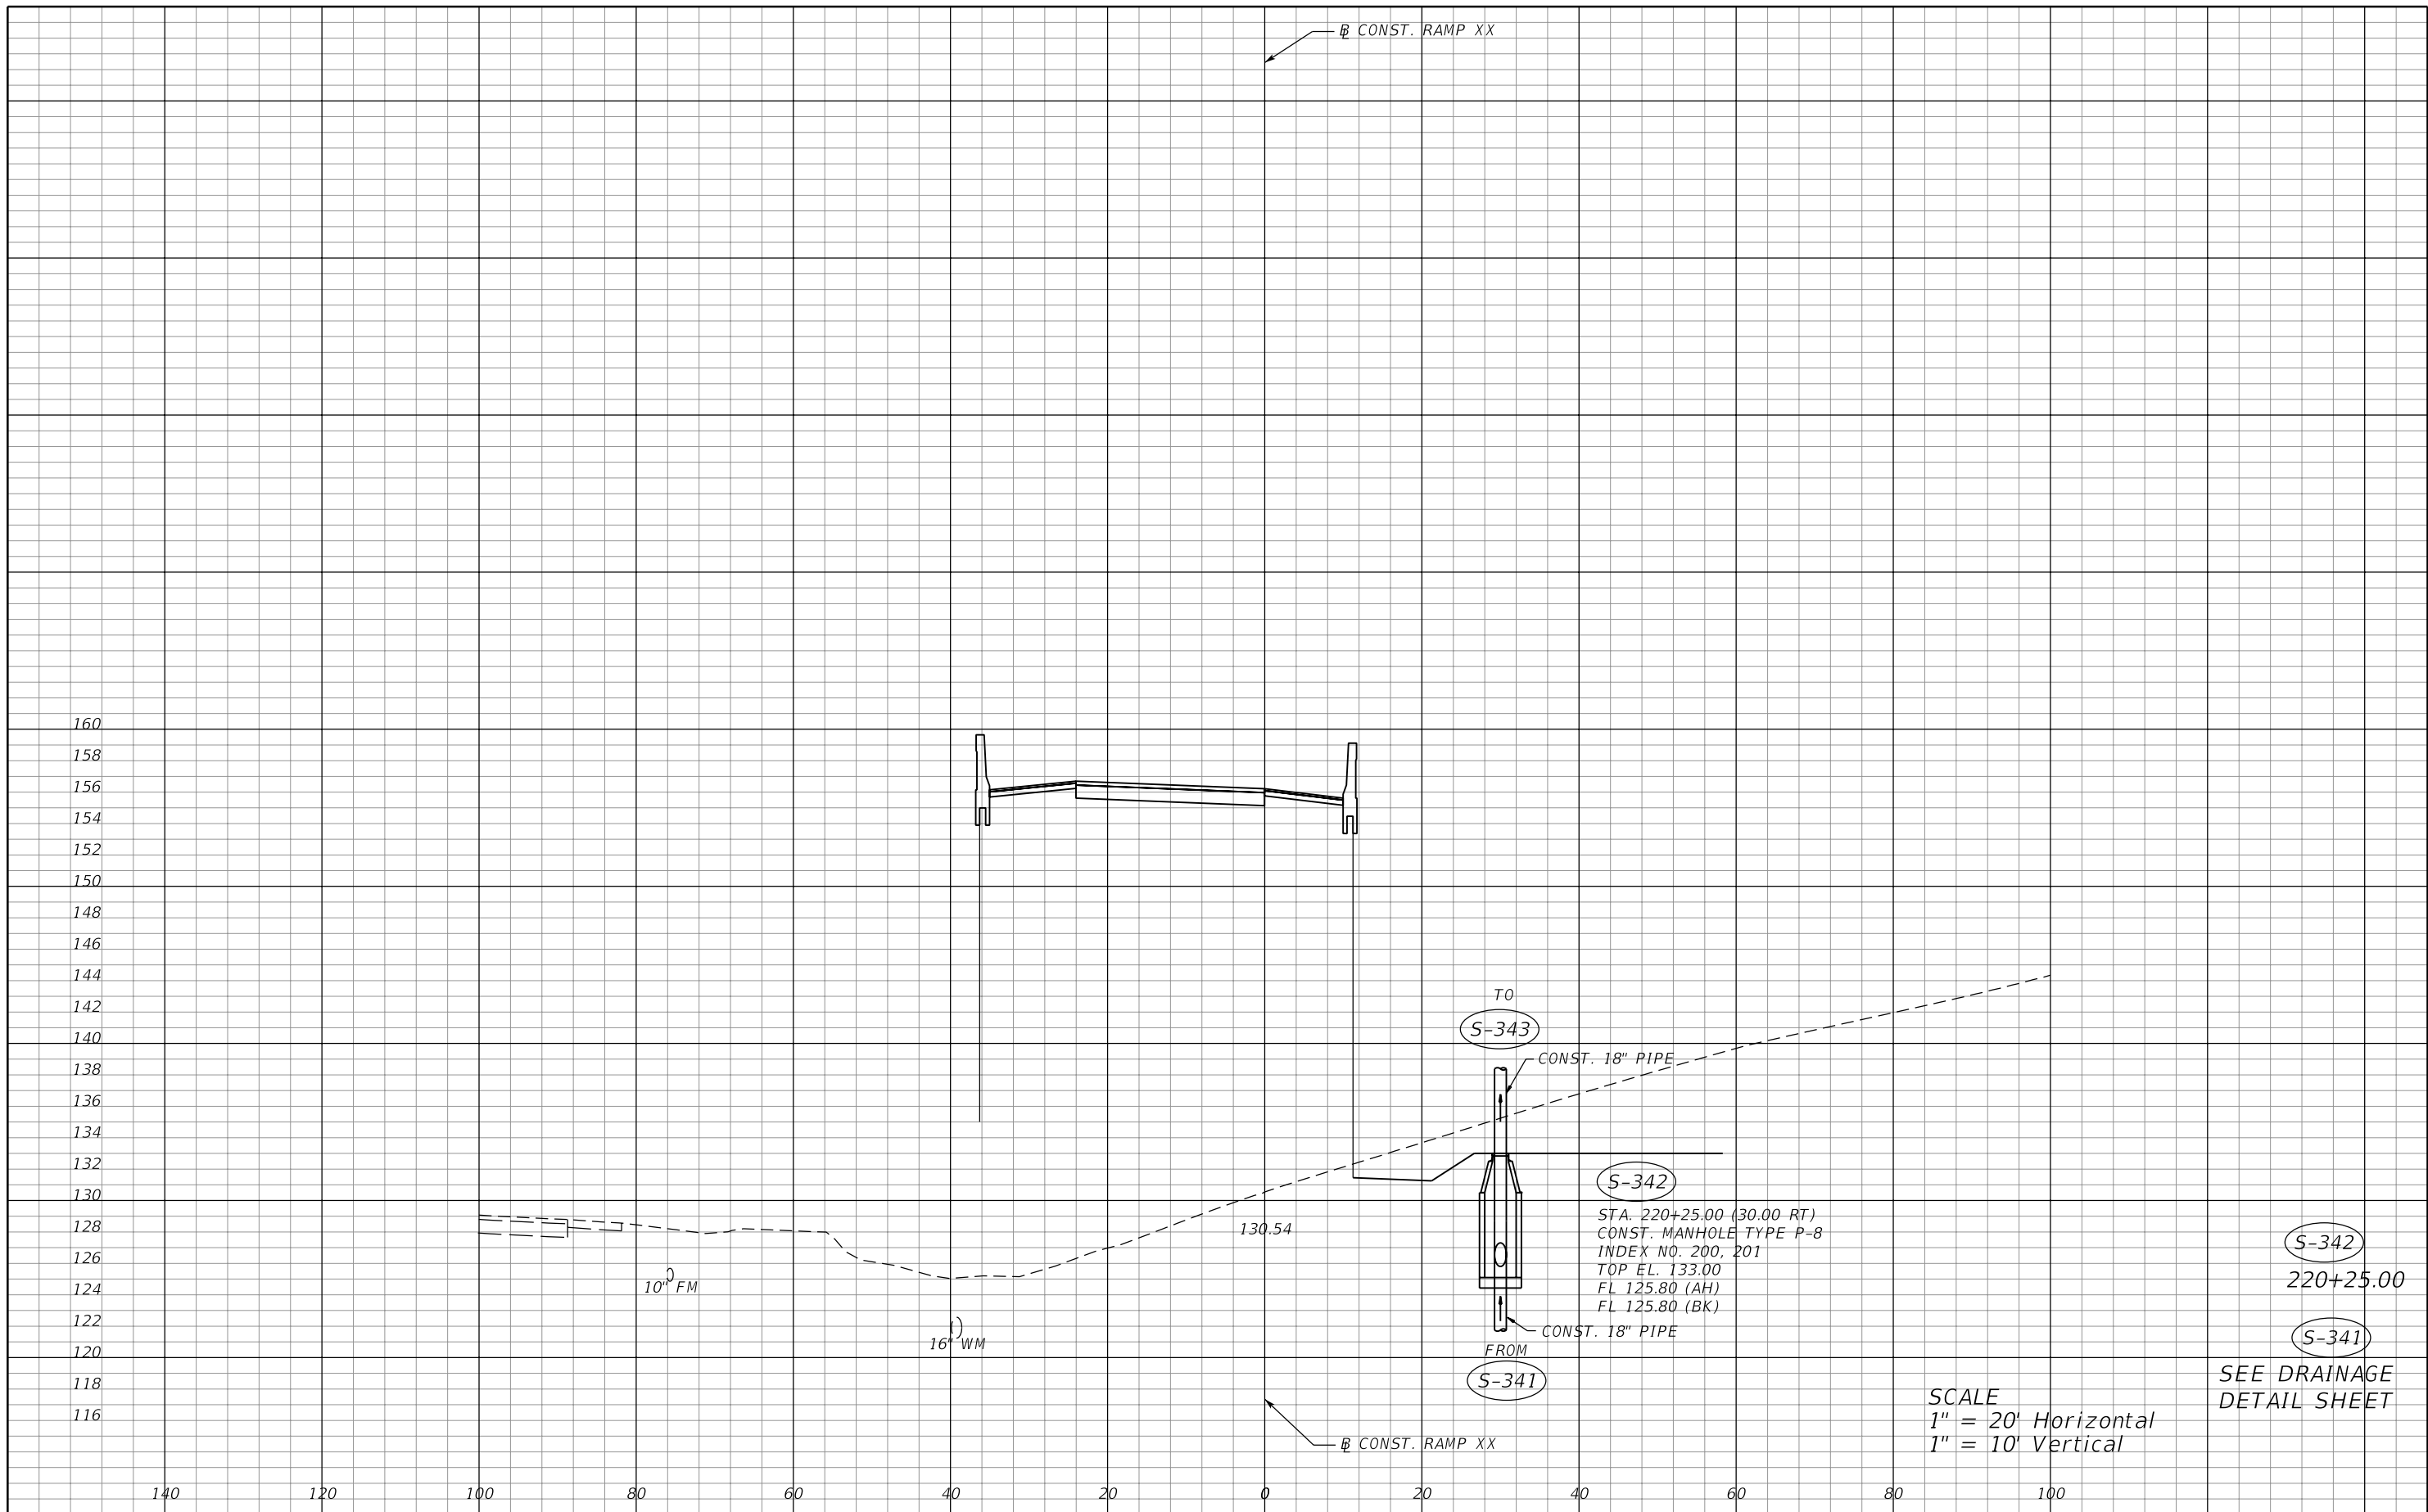 ℄ CONST. RAMP XX
160
158
156
154
152
150
148
146
144
142
140
138
136
134
132
130
128
126
124
122
120
118
116
TO
S-343
CONST. 18" PIPE
S-342
STA. 220+25.00 (30.00 RT)
CONST. MANHOLE TYPE P-8
INDEX NO. 200, 201
TOP EL. 133.00
FL 125.80 (AH)
FL 125.80 (BK)
CONST. 18" PIPE
FROM
S-341
130.54
10" FM
16" WM
S-342
220+25.00
S-341
SEE DRAINAGE
DETAIL SHEET
SCALE
1" = 20' Horizontal
1" = 10' Vertical
℄ CONST. RAMP XX
140 120 100 80 60 40 20 0 20 40 60 80 100